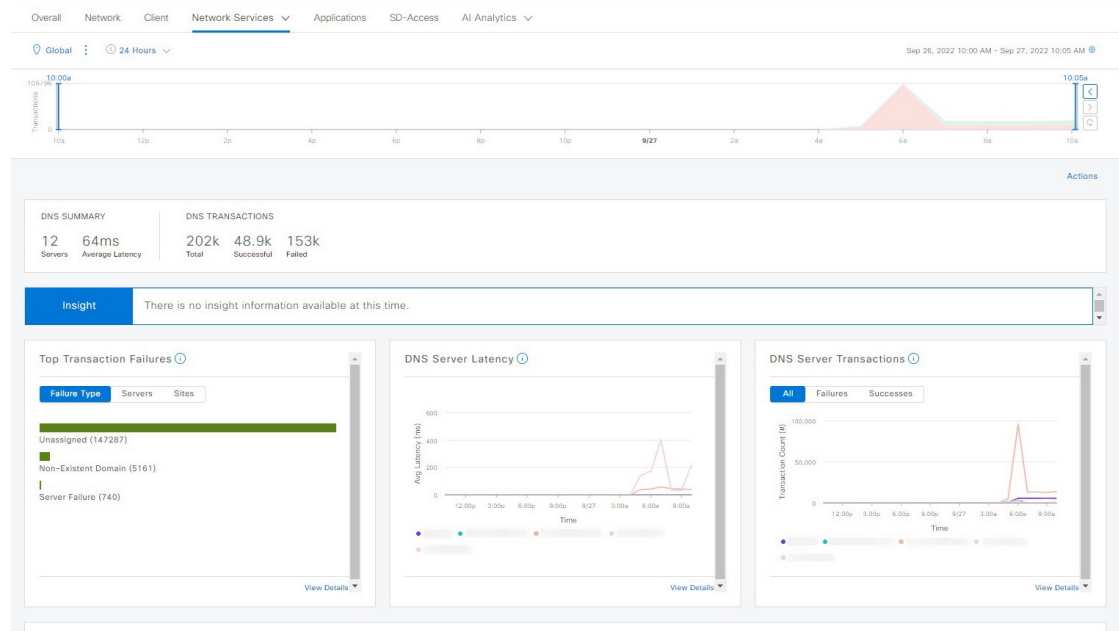 Overall Network Client Network Services Applications SD-Access AI Analytics
Global 24 Hours Sep 26, 2022 10:00 AM - Sep 27, 2022 10:05 AM
10:00a 10:05a
109796
Transactions
0
10a 12p 2p 4p 6p 8p 10p 9/27 2a 4a 6a 8a 10a
Actions
DNS SUMMARY DNS TRANSACTIONS
12 64ms 202k 48.9k 153k
Servers Average Latency Total Successful Failed
Insight There is no insight information available at this time.
Top Transaction Failures
Failure Type Servers Sites
Unassigned (147287)
Non-Existent Domain (5161)
Server Failure (740)
View Details
DNS Server Latency
Avg Latency (ms)
600
400
200
0
12:00p 3:00p 6:00p 9:00p 9/27 3:00a 6:00a 9:00a
Time
View Details
DNS Server Transactions
All Failures Successes
Transaction Count (#)
100,000
50,000
0
12:00p 3:00p 6:00p 9:00p 9/27 3:00a 6:00a 9:00a
Time
View Details